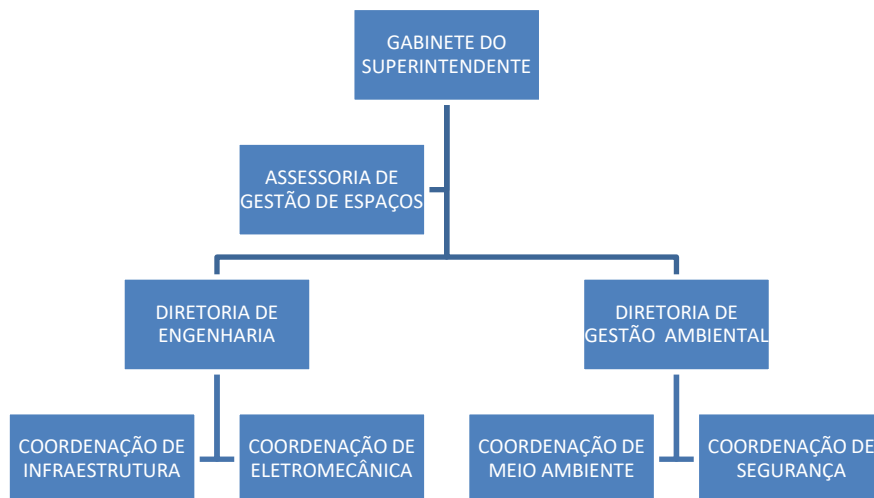 GABINETE DO
SUPERINTENDENTE
ASSESSORIA DE
GESTÃO DE ESPAÇOS
DIRETORIA DE
ENGENHARIA
DIRETORIA DE
GESTÃO AMBIENTAL
COORDENAÇÃO DE
INFRAESTRUTURA
COORDENAÇÃO DE
ELETROMECÂNICA
COORDENAÇÃO DE
MEIO AMBIENTE
COORDENAÇÃO DE
SEGURANÇA